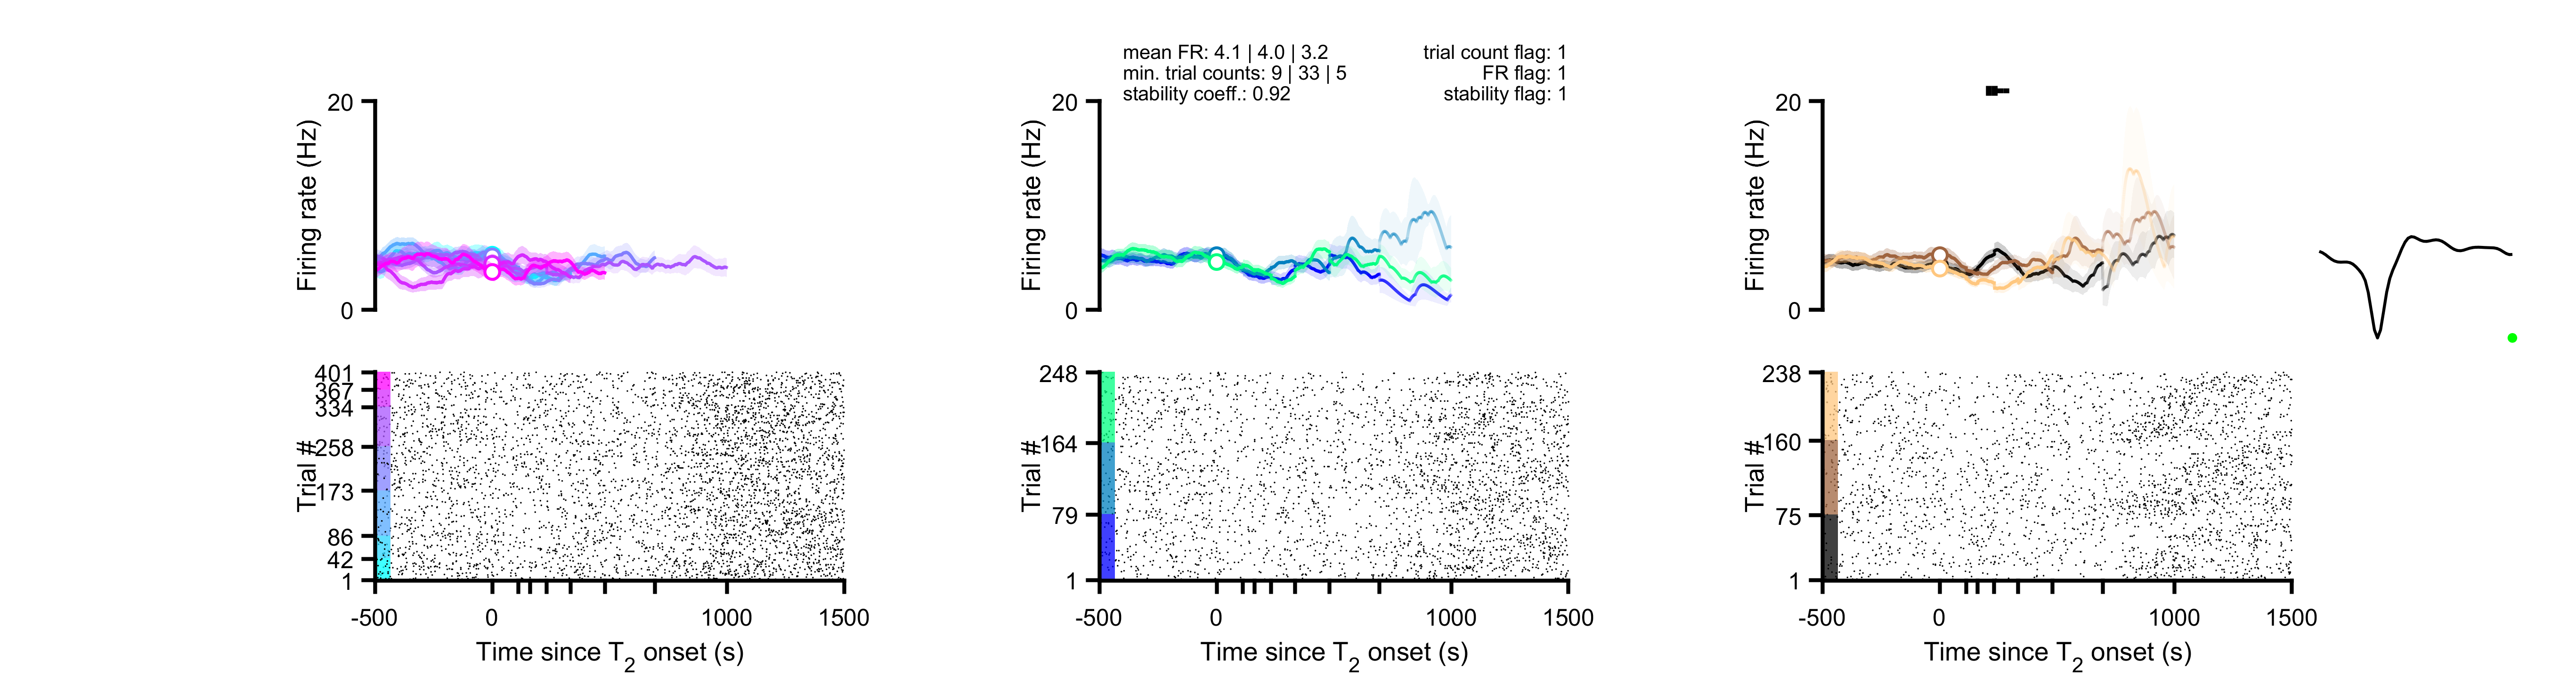 mean FR: 4.1 | 4.0 | 3.2
min. trial counts: 9 | 33 | 5
stability coeff.: 0.92
trial count flag: 1
FR flag: 1
stability flag: 1
Firing rate (Hz)
20
0
Firing rate (Hz)
20
0
Firing rate (Hz)
20
0
Trial #
401
367
334
258
173
86
42
1
-500
0
1000
1500
Time since T2 onset (s)
Trial #
248
164
79
1
-500
0
1000
1500
Time since T2 onset (s)
Trial #
238
160
75
1
-500
0
1000
1500
Time since T2 onset (s)